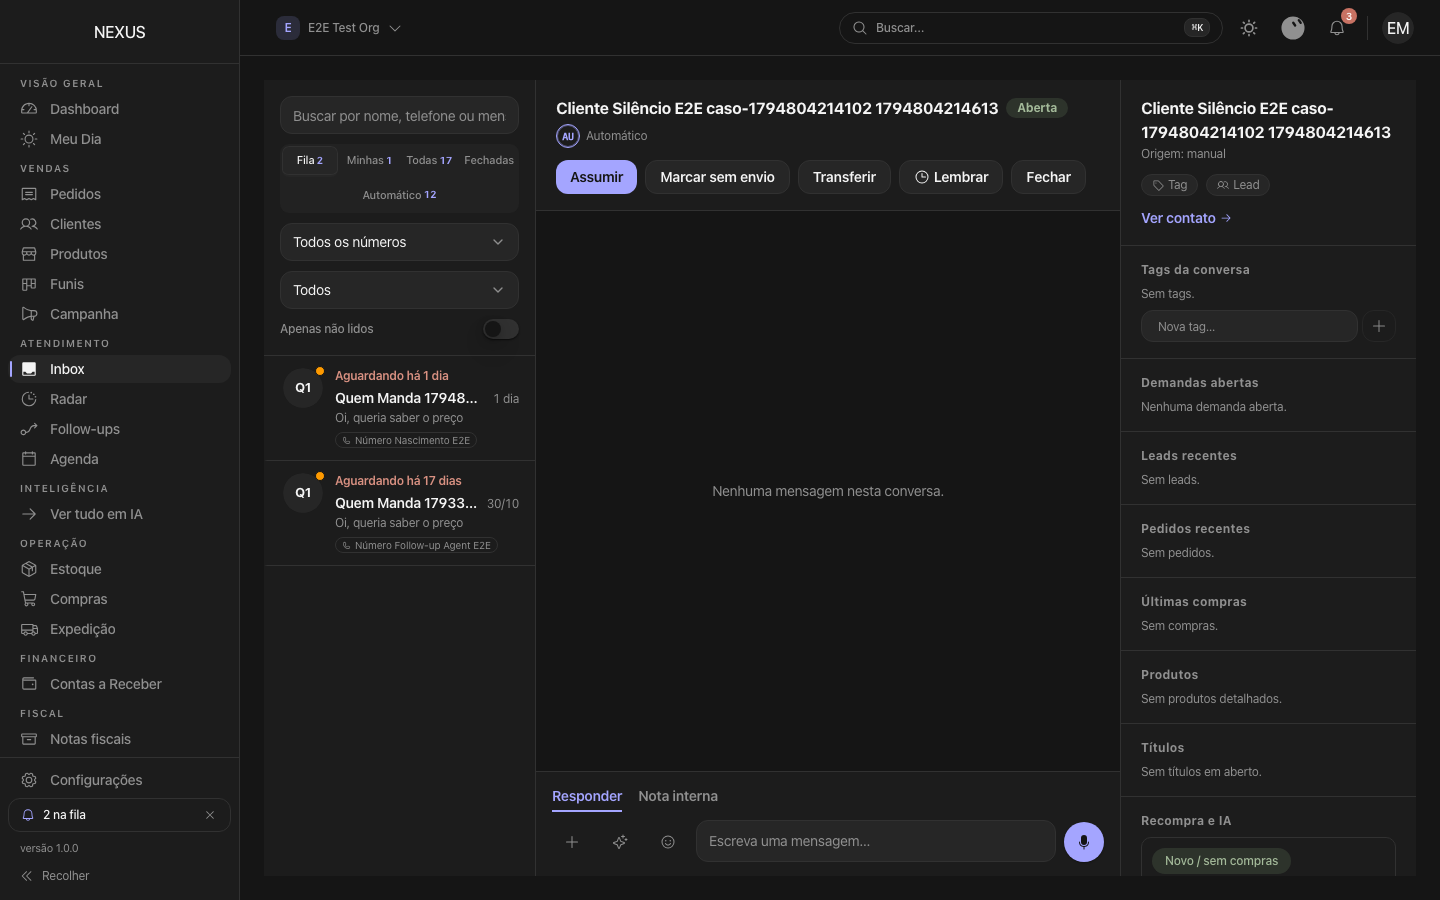 NEXUS
VISÃO GERAL
Dashboard
Meu Dia
VENDAS
Pedidos
Clientes
Produtos
Funis
Campanha
ATENDIMENTO
Inbox
Radar
Follow-ups
Agenda
INTELIGÊNCIA
Ver tudo em IA
OPERAÇÃO
Estoque
Compras
Expedição
FINANCEIRO
Contas a Receber
FISCAL
Notas fiscais
Configurações
2 na fila
versão 1.0.0
Recolher
E E2E Test Org
Buscar... ⌘K
3
EM
Buscar por nome, telefone ou men
Fila 2 Minhas 1 Todas 17 Fechadas
Automático 12
Todos os números
Todos
Apenas não lidos
Q1
Aguardando há 1 dia
Quem Manda 17948... 1 dia
Oi, queria saber o preço
Número Nascimento E2E
Q1
Aguardando há 17 dias
Quem Manda 17933... 30/10
Oi, queria saber o preço
Número Follow-up Agent E2E
Cliente Silêncio E2E caso-1794804214102 1794804214613 Aberta
AU Automático
Assumir Marcar sem envio Transferir Lembrar Fechar
Nenhuma mensagem nesta conversa.
Responder Nota interna
Escreva uma mensagem...
Cliente Silêncio E2E caso-
1794804214102 1794804214613
Origem: manual
Tag Lead
Ver contato →
Tags da conversa
Sem tags.
Nova tag...
Demandas abertas
Nenhuma demanda aberta.
Leads recentes
Sem leads.
Pedidos recentes
Sem pedidos.
Últimas compras
Sem compras.
Produtos
Sem produtos detalhados.
Títulos
Sem títulos em aberto.
Recompra e IA
Novo / sem compras